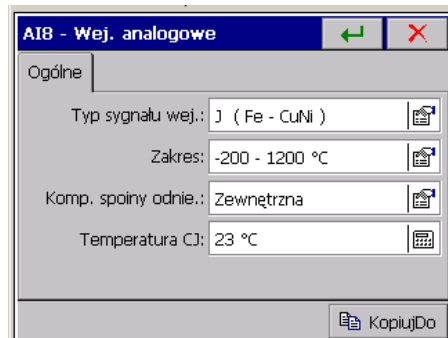 AI8 - Wej. analogowe
Ogólne
Typ sygnału wej.: J ( Fe - CuNi )
Zakres: -200 - 1200 °C
Komp. spoiny odnie.: Zewnętrzna
Temperatura CJ: 23 °C
KopiujDo